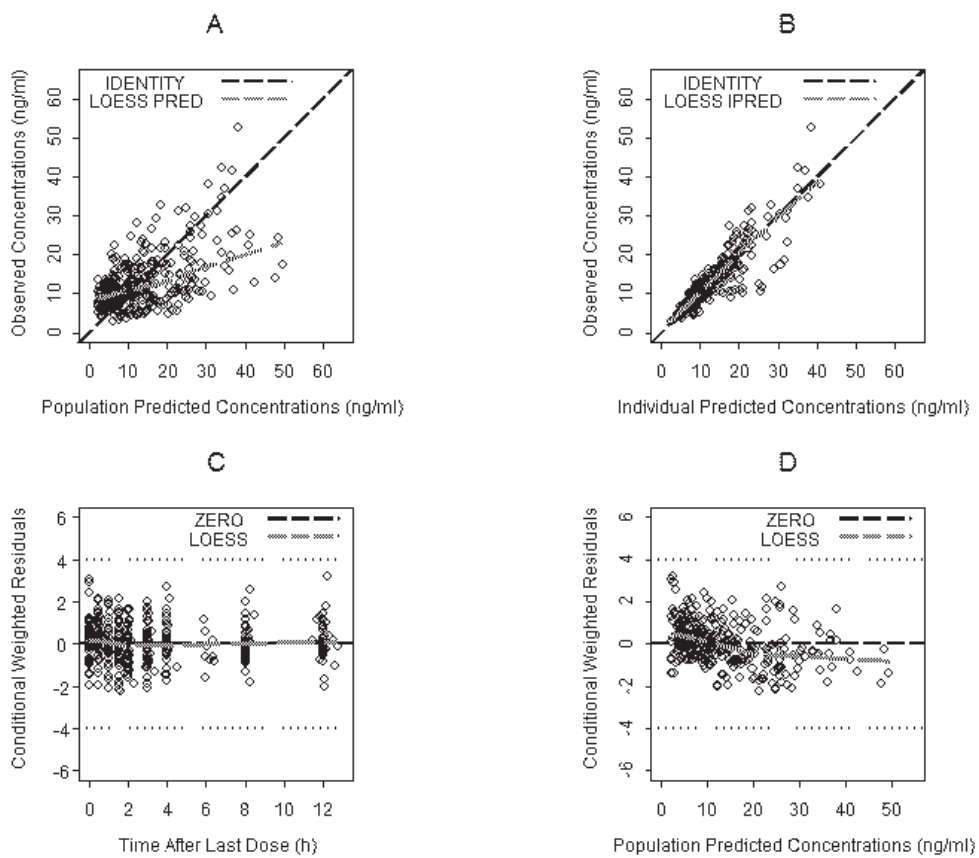 A
B
IDENTITY
LOESS PRED
Observed Concentrations (ng/ml)
60
50
40
30
20
10
0
0 10 20 30 40 50 60
Population Predicted Concentrations (ng/ml)
IDENTITY
LOESS IPRED
Observed Concentrations (ng/ml)
60
50
40
30
20
10
0
0 10 20 30 40 50 60
Individual Predicted Concentrations (ng/ml)
C
D
ZERO
LOESS
Conditional Weighted Residuals
6
4
2
0
-2
-4
-6
0 2 4 6 8 10 12
Time After Last Dose (h)
ZERO
LOESS
Conditional Weighted Residuals
6
4
2
0
-2
-4
-6
0 10 20 30 40 50
Population Predicted Concentrations (ng/ml)